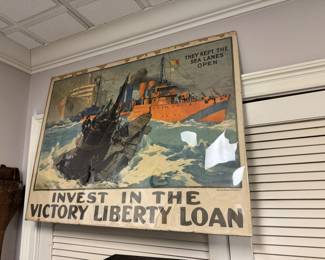 THEY KEPT THE
SEA LANES
OPEN
INVEST IN THE
VICTORY LIBERTY LOAN